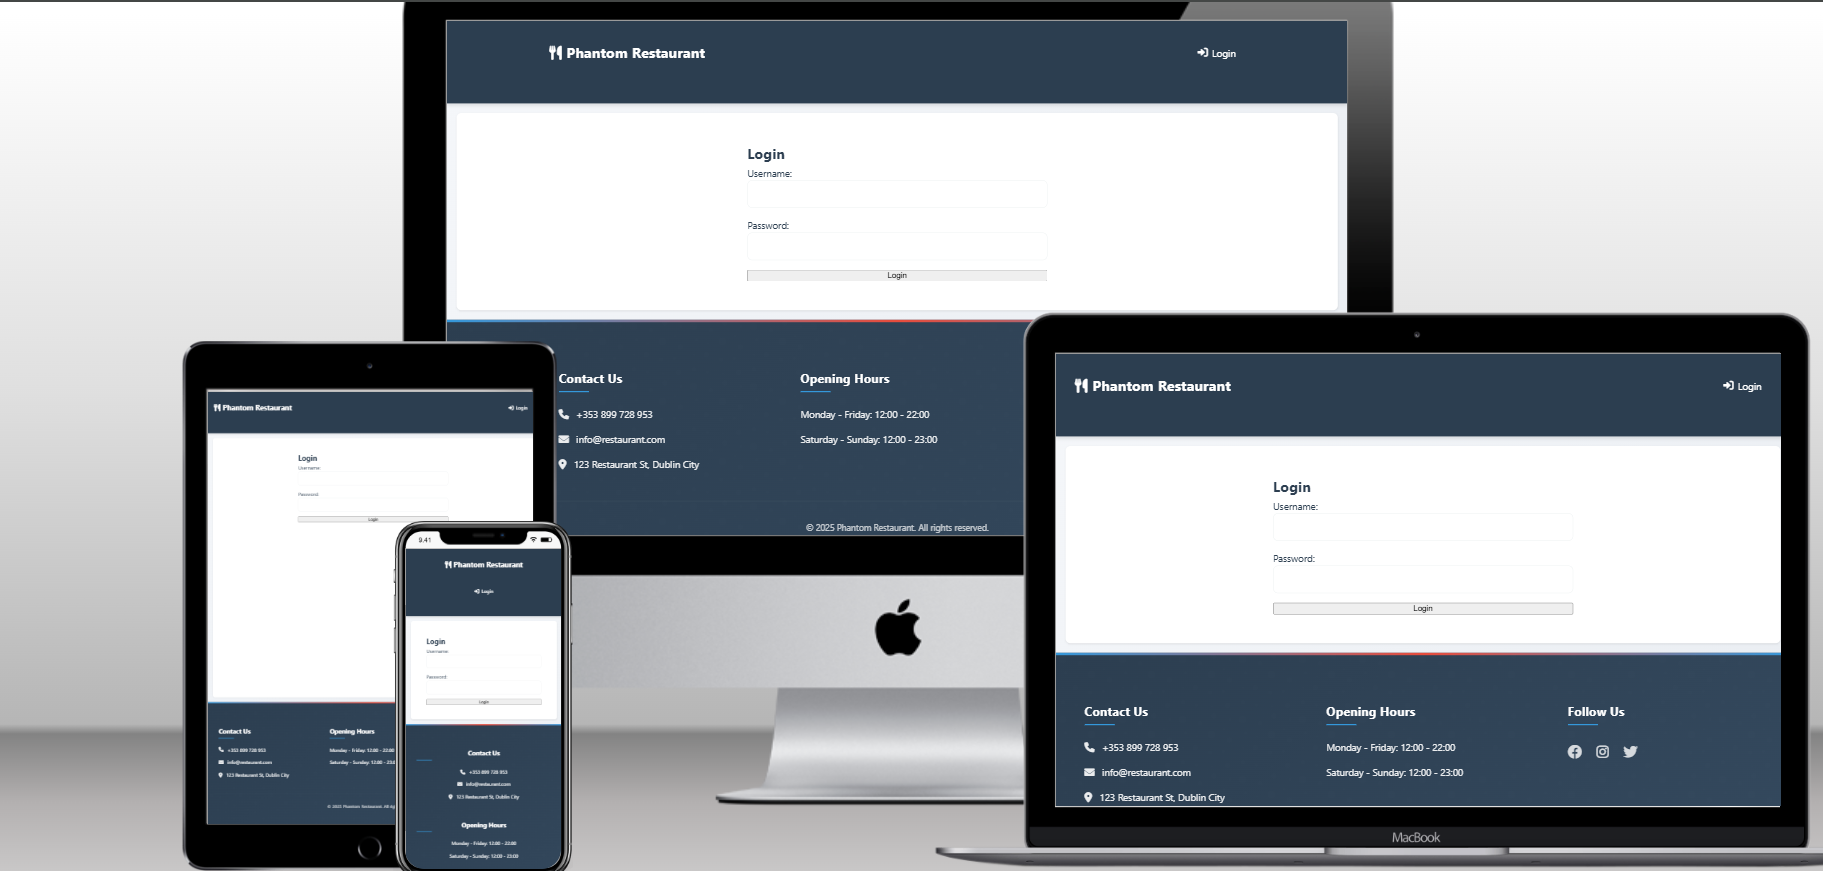 Phantom Restaurant
Login
Login
Username:
Password:
Login
Contact Us
+353 899 728 953
info@restaurant.com
123 Restaurant St, Dublin City
Opening Hours
Monday - Friday: 12:00 - 22:00
Saturday - Sunday: 12:00 - 23:00
© 2025 Phantom Restaurant. All rights reserved.
Phantom Restaurant
Login
Login
Username:
Password:
Login
Contact Us
+353 899 728 953
info@restaurant.com
123 Restaurant St, Dublin City
Opening Hours
Monday - Friday: 12:00 - 22:00
Saturday - Sunday: 12:00 - 23:0
© 2025 Phantom Restaurant. All rig
9:41
Phantom Restaurant
Login
Login
Username:
Password:
Login
Contact Us
+353 899 728 953
info@restaurant.com
123 Restaurant St, Dublin City
Opening Hours
Monday - Friday: 12:00 - 22:00
Saturday - Sunday: 12:00 - 23:00
Phantom Restaurant
Login
Login
Username:
Password:
Login
Contact Us
+353 899 728 953
info@restaurant.com
123 Restaurant St, Dublin City
Opening Hours
Monday - Friday: 12:00 - 22:00
Saturday - Sunday: 12:00 - 23:00
Follow Us
MacBook